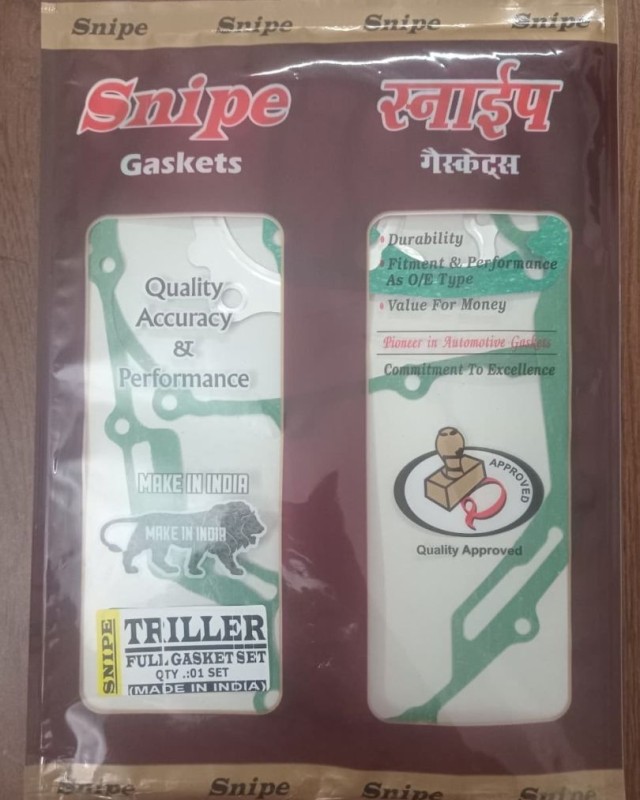 Snipe Snipe Snipe Snipe
Snipe
Gaskets
स्नाईप
गैस्केट्स
Quality
Accuracy
&
Performance
MAKE IN INDIA
MAKE IN INDIA
SNIPE
TRILLER
FULL GASKET SET
QTY .:01 SET
(MADE IN INDIA)
• Durability
• Fitment & Performance
As O/E Type
• Value For Money
Pioneer in Automotive Gaskets
Commitment To Excellence
APPROVED
Quality Approved
Snipe Snipe Snipe Snipe